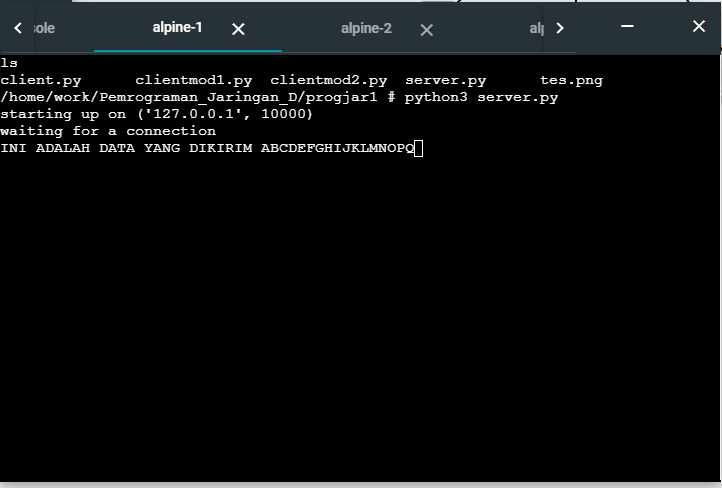 sole
alpine-1
alpine-2
alp
ls
client.py clientmod1.py clientmod2.py server.py tes.png
/home/work/Pemrograman_Jaringan_D/progjar1 # python3 server.py
starting up on ('127.0.0.1', 10000)
waiting for a connection
INI ADALAH DATA YANG DIKIRIM ABCDEFGHIJKLMNOPQ